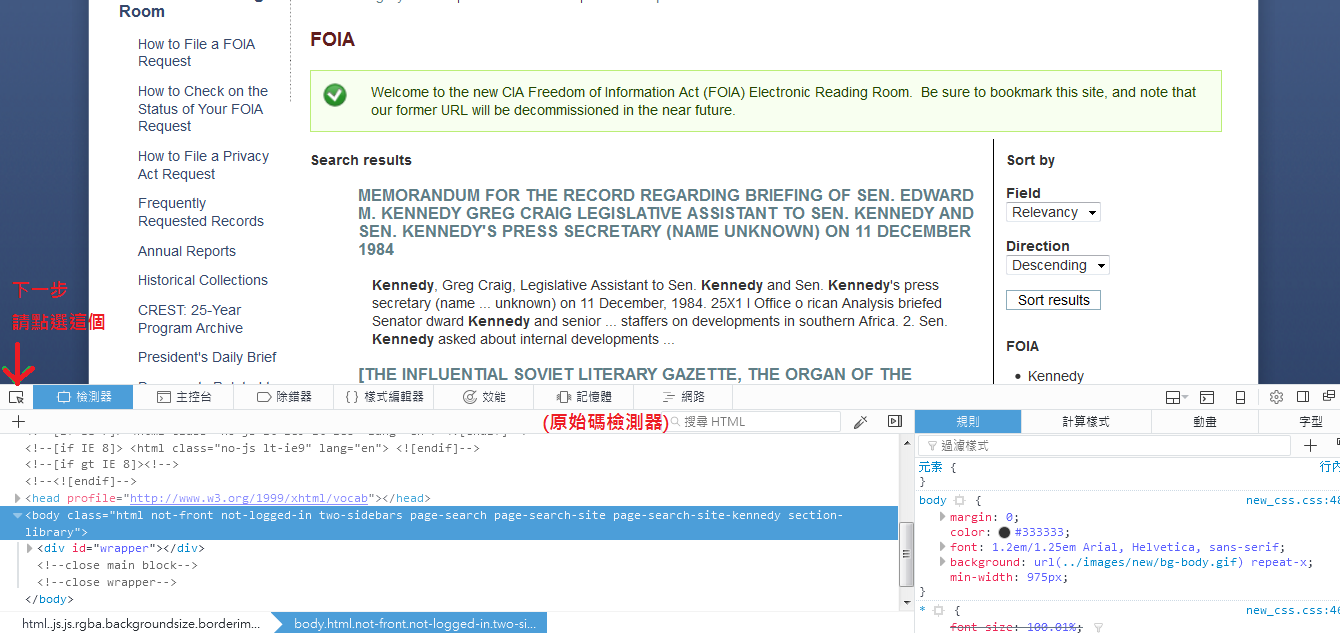 Room
How to File a FOIA
Request
How to Check on the
Status of Your FOIA
Request
How to File a Privacy
Act Request
Frequently
Requested Records
Annual Reports
Historical Collections
CREST: 25-Year
Program Archive
President's Daily Brief
FOIA
Welcome to the new CIA Freedom of Information Act (FOIA) Electronic Reading Room. Be sure to bookmark this site, and note that
our former URL will be decommissioned in the near future.
Search results
MEMORANDUM FOR THE RECORD REGARDING BRIEFING OF SEN. EDWARD
M. KENNEDY GREG CRAIG LEGISLATIVE ASSISTANT TO SEN. KENNEDY AND
SEN. KENNEDY'S PRESS SECRETARY (NAME UNKNOWN) ON 11 DECEMBER
1984
Kennedy, Greg Craig, Legislative Assistant to Sen. Kennedy and Sen. Kennedy's press
secretary (name ... unknown) on 11 December, 1984. 25X1 l Office o rican Analysis briefed
Senator dward Kennedy and senior ... staffers on developments in southern Africa. 2. Sen.
Kennedy asked about internal developments ...
[THE INFLUENTIAL SOVIET LITERARY GAZETTE, THE ORGAN OF THE
Sort by
Field
Relevancy
Direction
Descending
Sort results
FOIA
• Kennedy
下一步
請點選這個
檢測器
主控台
除錯器
{ } 樣式編輯器
效能
記憶體
網路
(原始碼檢測器)
搜尋 HTML
<!--[if IE 8]> <html class="no-js lt-ie9" lang="en"> <![endif]-->
<!--[if gt IE 8]><!-->
<!--<![endif]-->
<head profile="http://www.w3.org/1999/xhtml/vocab"></head>
<body class="html not-front not-logged-in two-sidebars page-search page-search-site page-search-site-kennedy section-
library">
<div id="wrapper"></div>
<!--close main block-->
<!--close wrapper-->
</body>
html..js.js.rgba.backgroundsize.borderim...
body.html.not-front.not-logged-in.two-si...
規則
計算樣式
動畫
字型
過濾樣式
元素 {
行內
}
body {
new_css.css:48
margin: 0;
color: #333333;
font: 1.2em/1.25em Arial, Helvetica, sans-serif;
background: url(../images/new/bg-body.gif) repeat-x;
min-width: 975px;
}
* {
new_css.css:46
font-size: 100.01%;